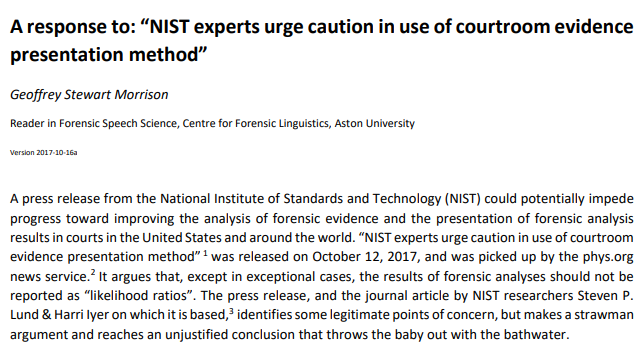 A response to: “NIST experts urge caution in use of courtroom evidence
presentation method”
Geoffrey Stewart Morrison
Reader in Forensic Speech Science, Centre for Forensic Linguistics, Aston University
Version 2017-10-16a
A press release from the National Institute of Standards and Technology (NIST) could potentially impede
progress toward improving the analysis of forensic evidence and the presentation of forensic analysis
results in courts in the United States and around the world. “NIST experts urge caution in use of courtroom
evidence presentation method” 1 was released on October 12, 2017, and was picked up by the phys.org
news service.2 It argues that, except in exceptional cases, the results of forensic analyses should not be
reported as “likelihood ratios”. The press release, and the journal article by NIST researchers Steven P.
Lund & Harri Iyer on which it is based,3 identifies some legitimate points of concern, but makes a strawman
argument and reaches an unjustified conclusion that throws the baby out with the bathwater.